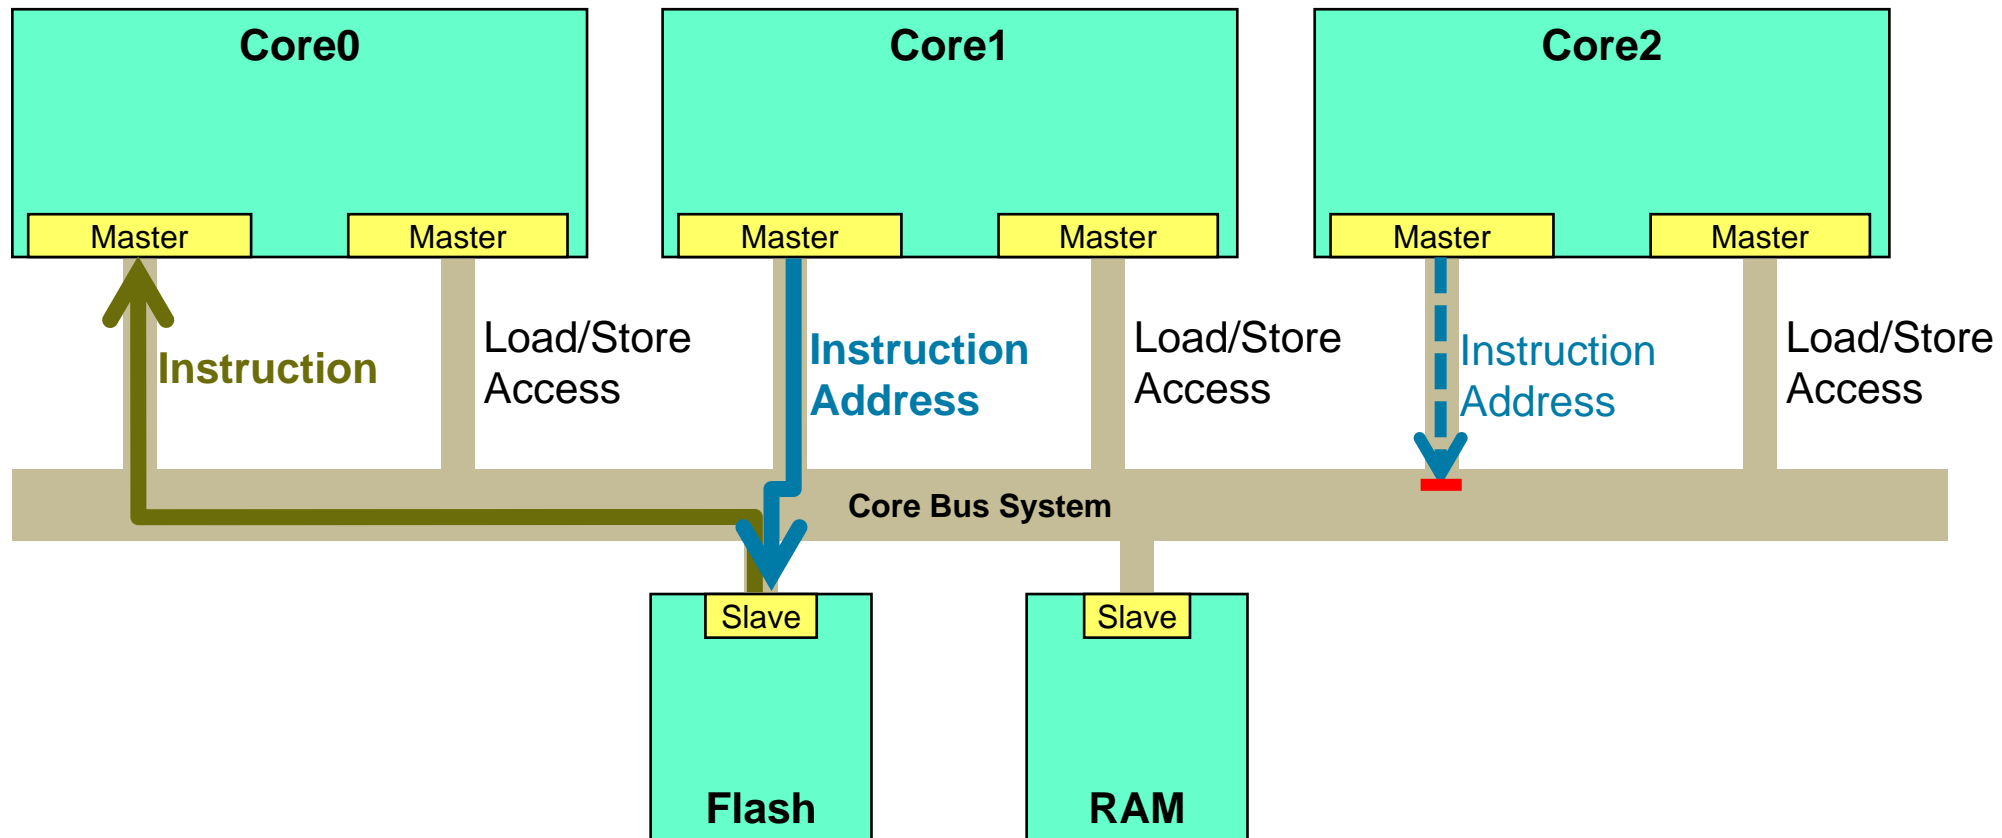 Core0
Core1
Core2
Master
Master
Master
Master
Master
Master
Instruction
Load/Store
Access
Instruction
Address
Load/Store
Access
Instruction
Address
Load/Store
Access
Core Bus System
Slave
Slave
Flash
RAM